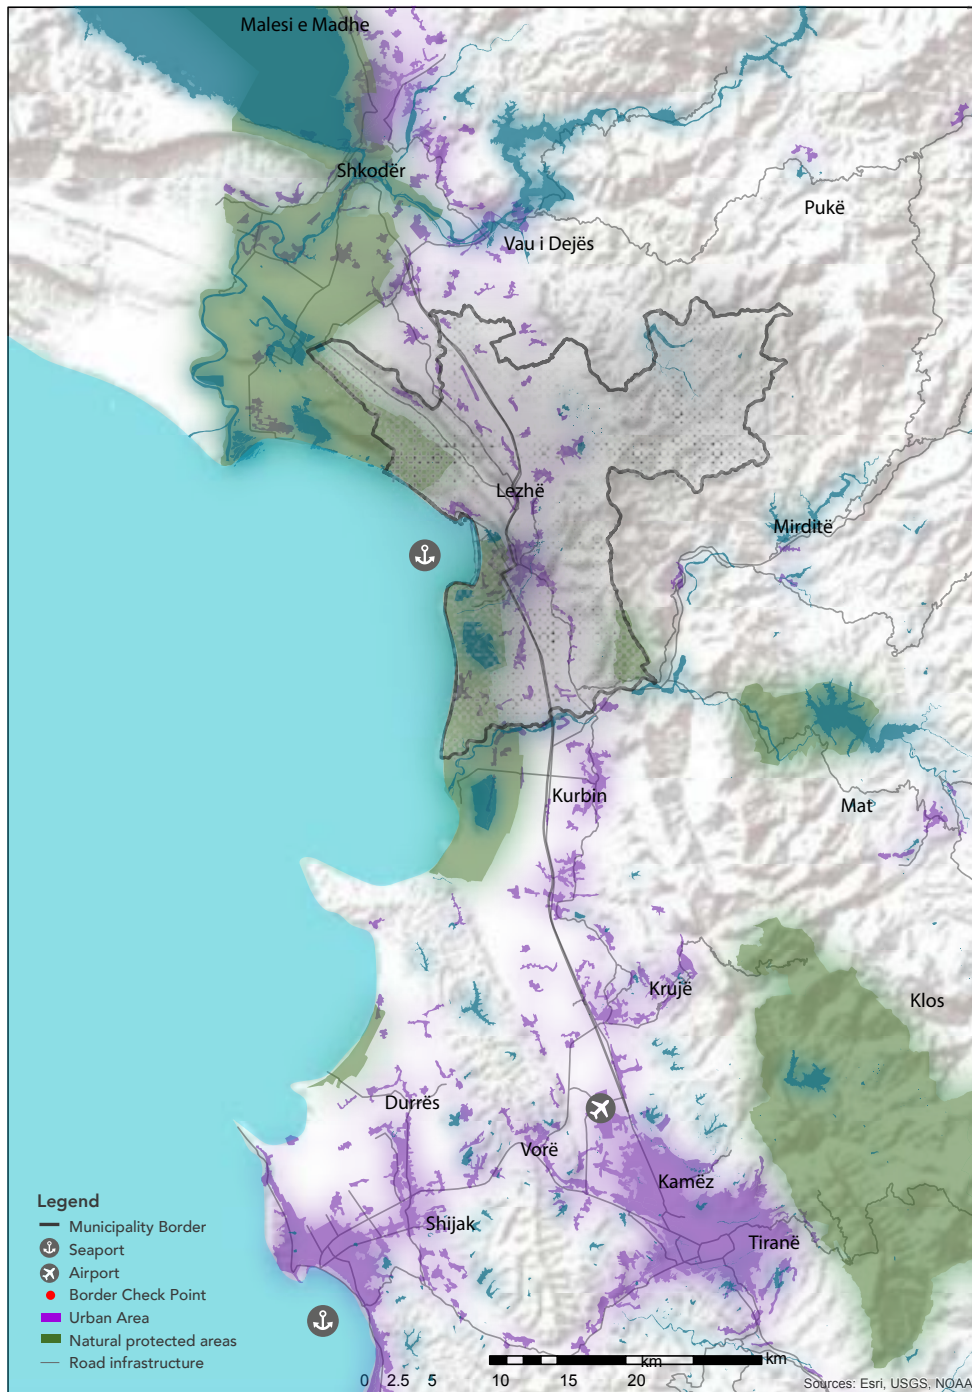 Malesi e Madhe
Shkodër
Pukë
Vau i Dejës
Lezhë
Mirditë
Kurbin
Mat
Krujë
Klos
Durrës
Vorë
Kamëz
Shijak
Tiranë
Legend
Municipality Border
Seaport
Airport
Border Check Point
Urban Area
Natural protected areas
Road infrastructure
km
km
0 2.5 5 10 15 20
Sources: Esri, USGS, NOAA